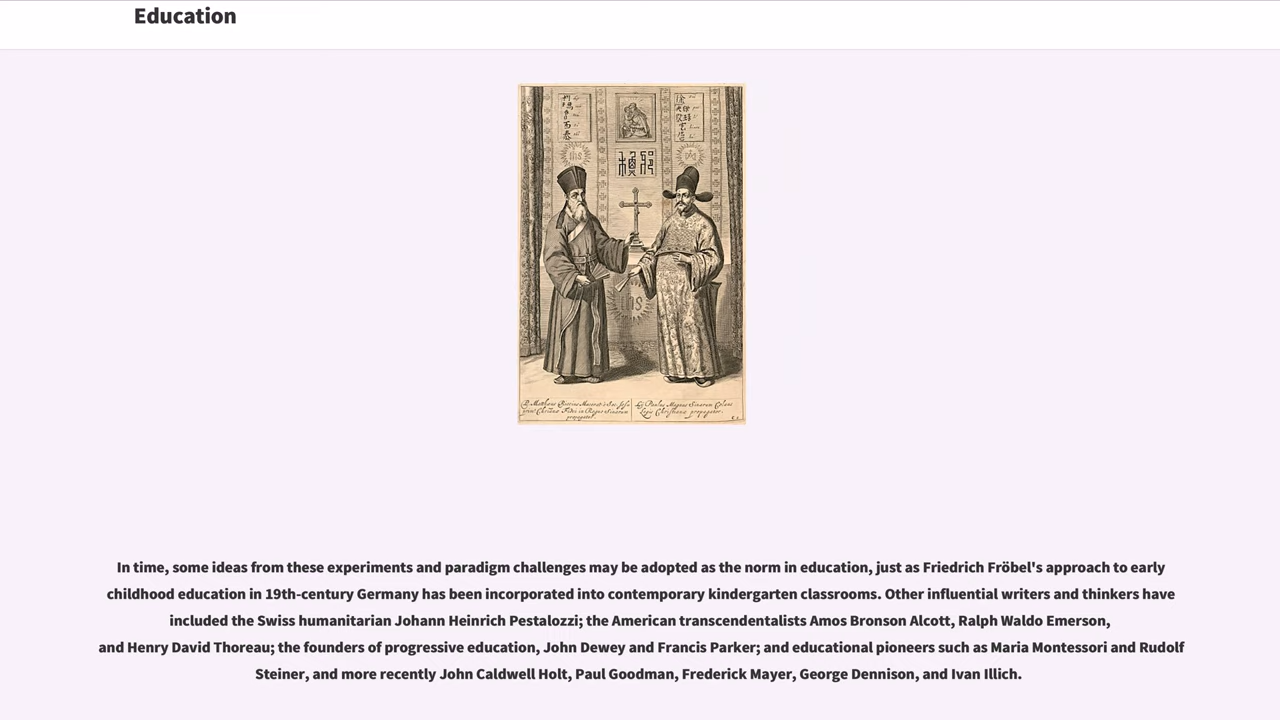 Education
ihs
ihs
In time, some ideas from these experiments and paradigm challenges may be adopted as the norm in education, just as Friedrich Fröbel's approach to early
childhood education in 19th-century Germany has been incorporated into contemporary kindergarten classrooms. Other influential writers and thinkers have
included the Swiss humanitarian Johann Heinrich Pestalozzi; the American transcendentalists Amos Bronson Alcott, Ralph Waldo Emerson,
and Henry David Thoreau; the founders of progressive education, John Dewey and Francis Parker; and educational pioneers such as Maria Montessori and Rudolf
Steiner, and more recently John Caldwell Holt, Paul Goodman, Frederick Mayer, George Dennison, and Ivan Illich.